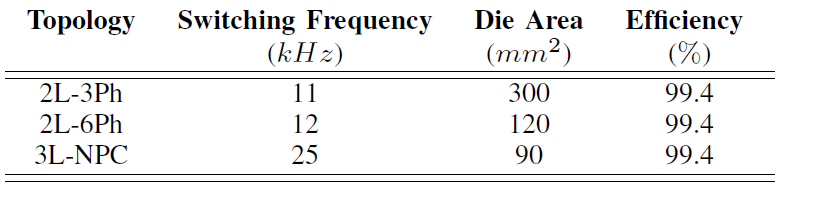 Topology Switching Frequency Die Area Efficiency
(kHz) (mm²) (%)
2L-3Ph 11 300 99.4
2L-6Ph 12 120 99.4
3L-NPC 25 90 99.4